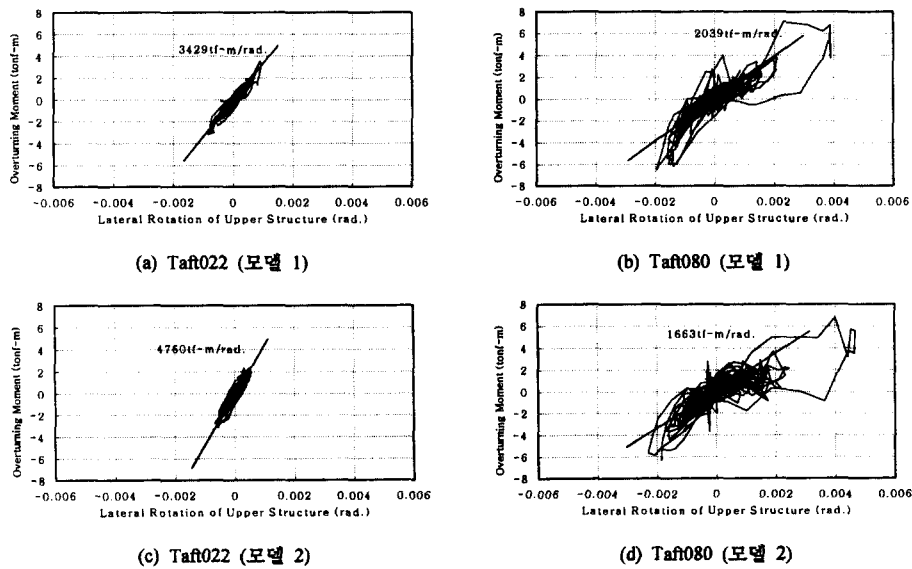 8
6
4
2
0
-2
-4
-6
-8
Overturning Moment (tonf-m)
3429tf-m/rad.
-0.006 -0.004 -0.002 0 0.002 0.004 0.006
Lateral Rotation of Upper Structure (rad.)
(a) Taft022 (모델 1)
8
6
4
2
0
-2
-4
-6
-8
Overturning Moment (tonf-m)
2039tf-m/rad.
-0.006 -0.004 -0.002 0 0.002 0.004 0.006
Lateral Rotation of Upper Structure (rad.)
(b) Taft080 (모델 1)
8
6
4
2
0
-2
-4
-6
-8
Overturning Moment (tonf-m)
4760tf-m/rad.
-0.006 -0.004 -0.002 0 0.002 0.004 0.006
Lateral Rotation of Upper Structure (rad.)
(c) Taft022 (모델 2)
8
6
4
2
0
-2
-4
-6
-8
Overturning Moment (tonf-m)
1663tf-m/rad.
-0.006 -0.004 -0.002 0 0.002 0.004 0.006
Lateral Rotation of Upper Structure (rad.)
(d) Taft080 (모델 2)